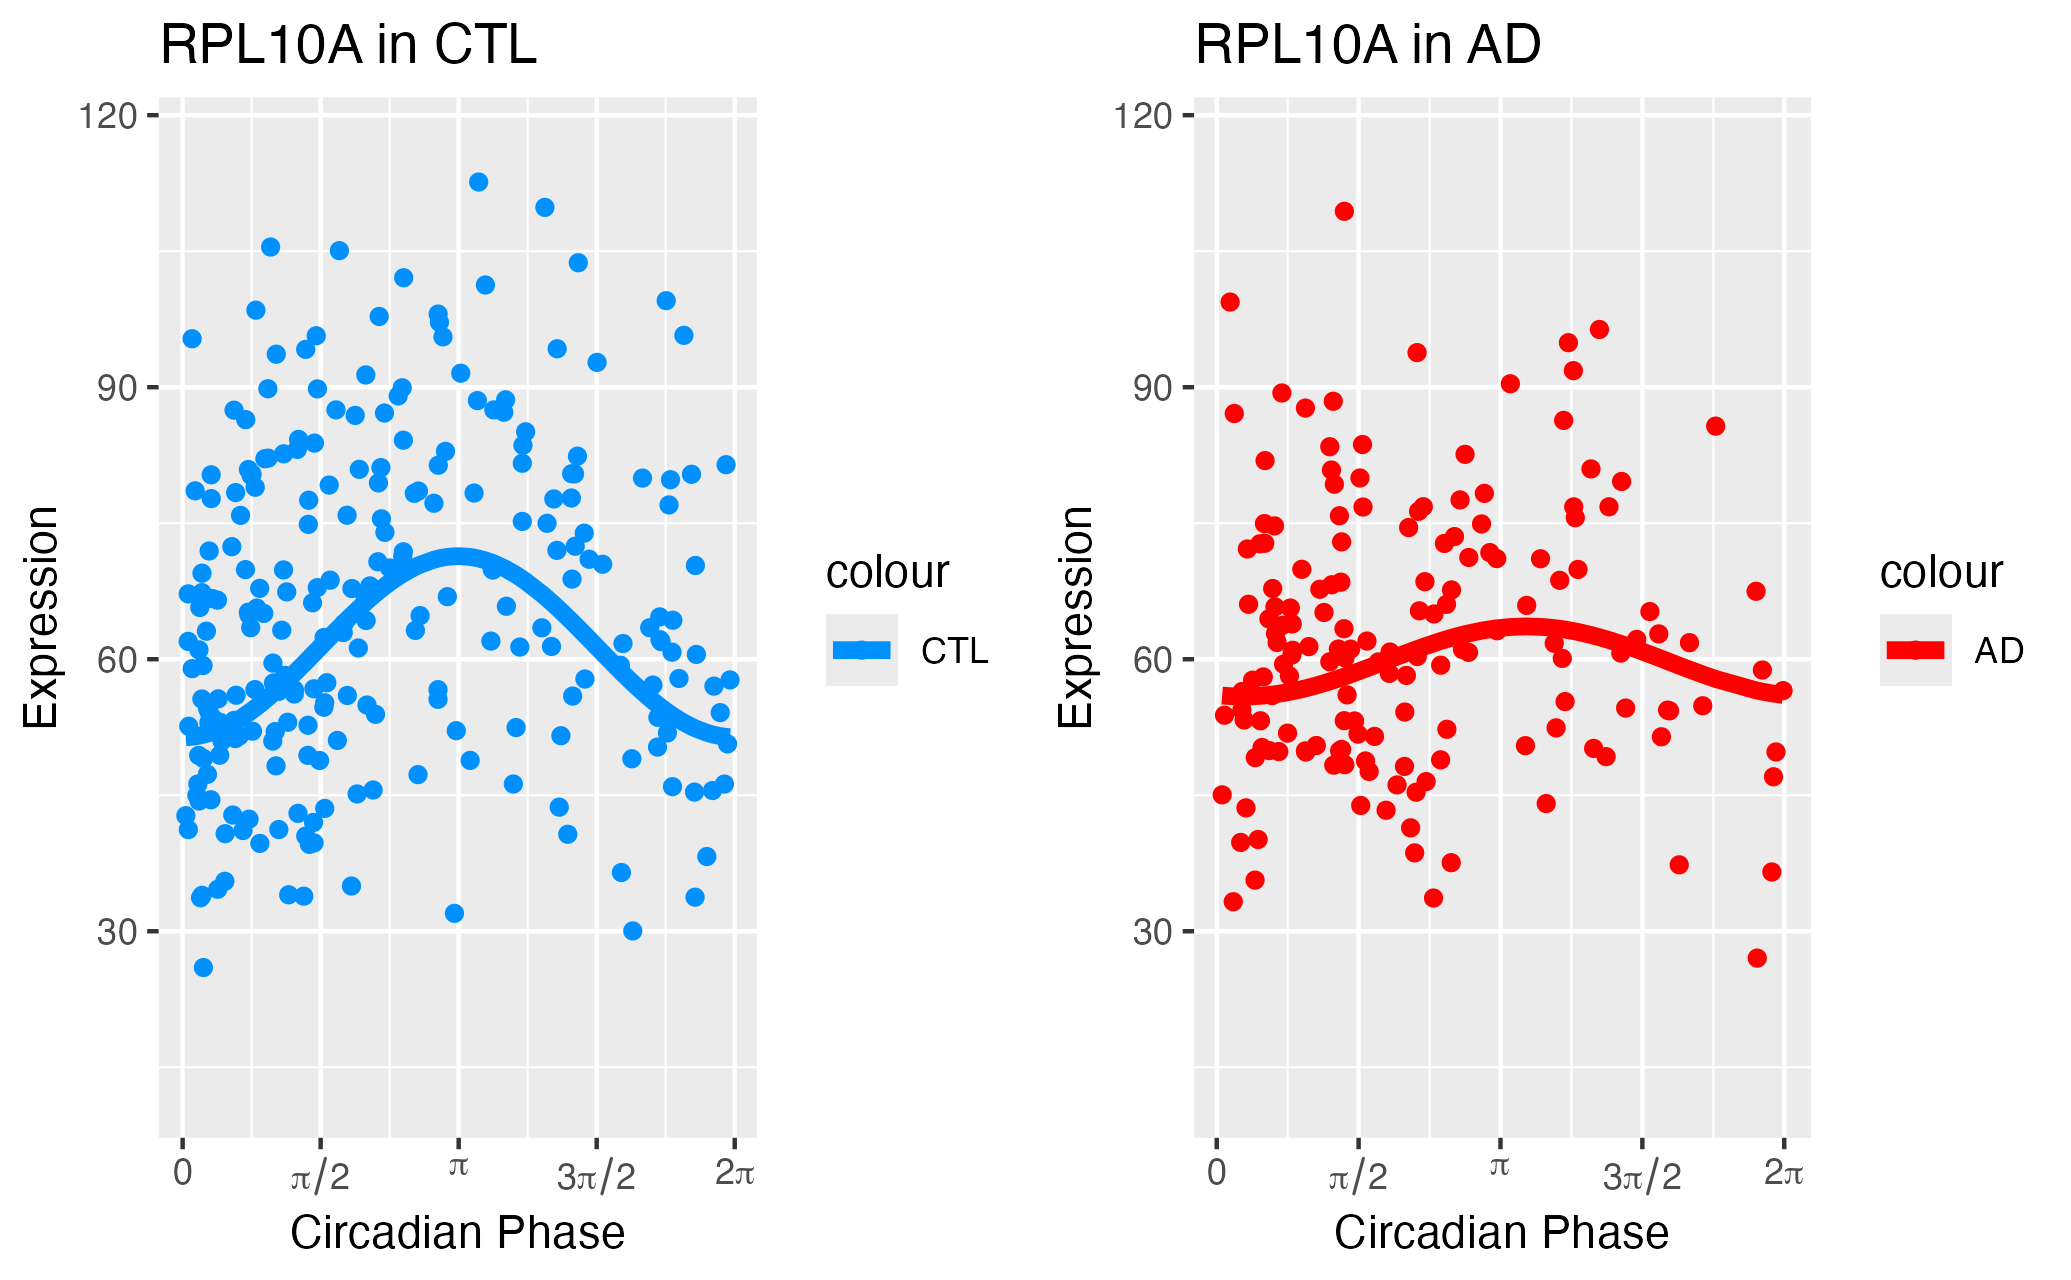 RPL10A in CTL
120
90
60
30
Expression
0 π/2 π 3π/2 2π
Circadian Phase
colour
CTL
RPL10A in AD
120
90
60
30
Expression
0 π/2 π 3π/2 2π
Circadian Phase
colour
AD